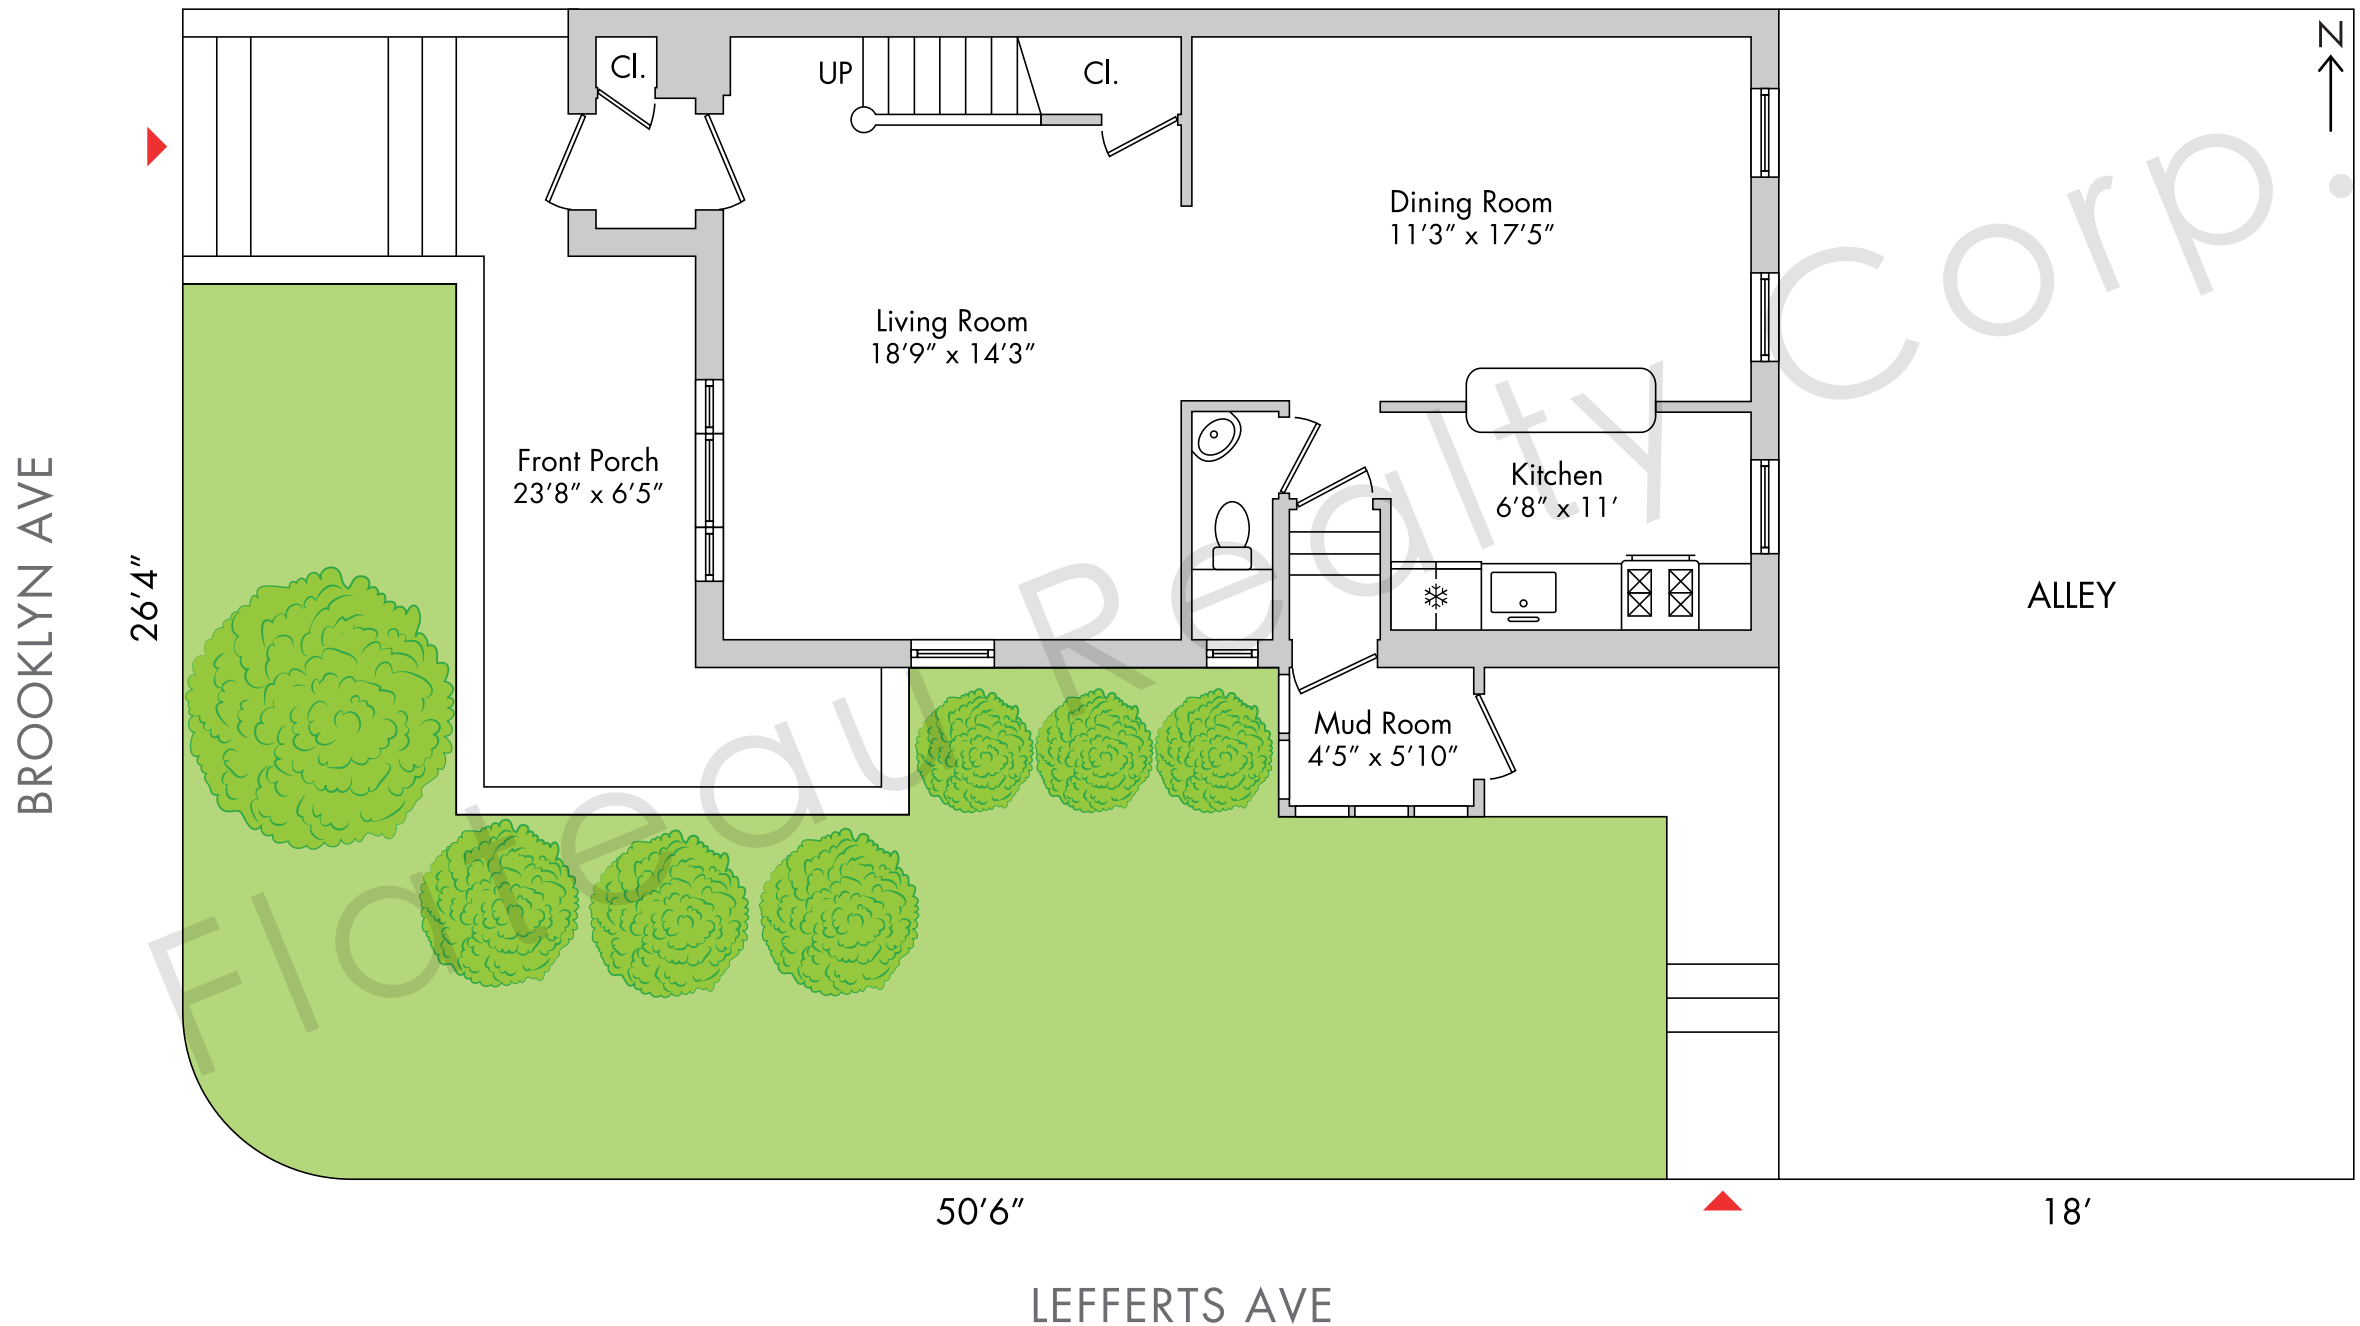 N
Cl.
UP
Cl.
Dining Room
11’3” x 17’5”
Living Room
18’9” x 14’3”
Front Porch
23’8” x 6’5”
Kitchen
6’8” x 11’
BROOKLYN AVE
26’4”
ALLEY
Mud Room
4’5” x 5’10”
Flateau Realty Corp.
50’6”
18’
LEFFERTS AVE